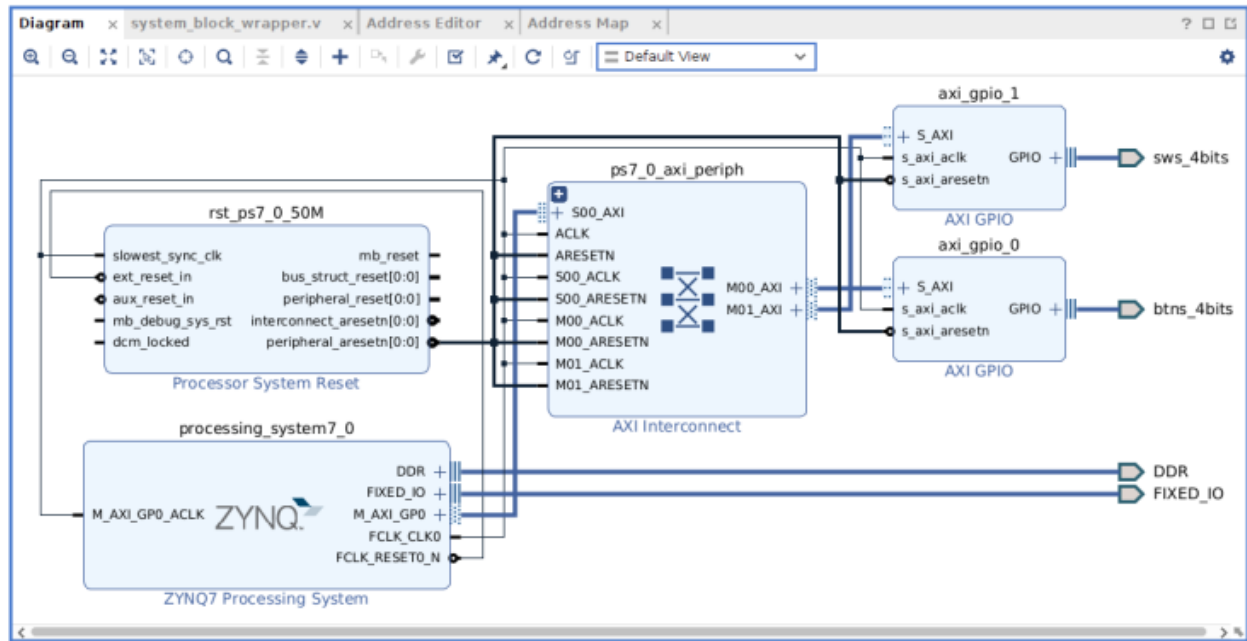 Diagram × system_block_wrapper.v × Address Editor × Address Map × ?
Default View
axi_gpio_1
S_AXI
s_axi_aclk GPIO
s_axi_aresetn
AXI GPIO
sws_4bits
ps7_0_axi_periph
S00_AXI
ACLK
ARESETN
S00_ACLK
S00_ARESETN
M00_ACLK
M00_ARESETN
M01_ACLK
M01_ARESETN
M00_AXI
M01_AXI
AXI Interconnect
axi_gpio_0
S_AXI
s_axi_aclk GPIO
s_axi_aresetn
AXI GPIO
btns_4bits
rst_ps7_0_50M
slowest_sync_clk mb_reset
ext_reset_in bus_struct_reset[0:0]
aux_reset_in peripheral_reset[0:0]
mb_debug_sys_rst interconnect_aresetn[0:0]
dcm_locked peripheral_aresetn[0:0]
Processor System Reset
processing_system7_0
DDR
FIXED_IO
M_AXI_GP0_ACLK ZYNQ. M_AXI_GP0
FCLK_CLK0
FCLK_RESET0_N
ZYNQ7 Processing System
DDR
FIXED_IO